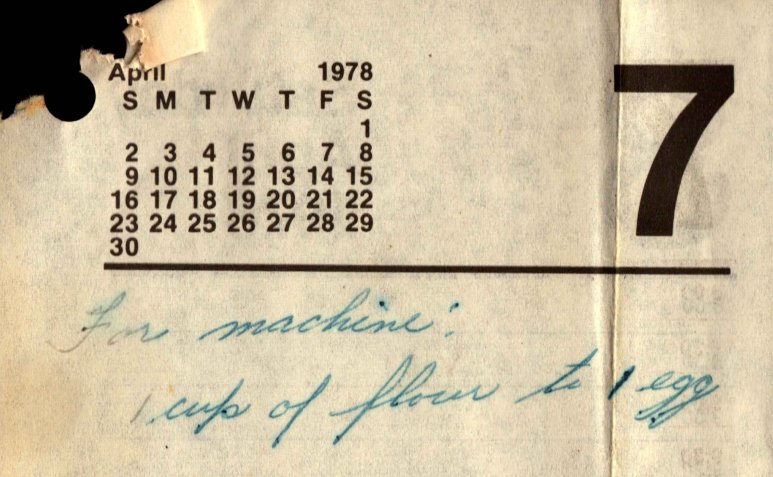 April 1978 7
S M T W T F S
1
2 3 4 5 6 7 8
9 10 11 12 13 14 15
16 17 18 19 20 21 22
23 24 25 26 27 28 29
30
For machine:
1 cup of flour to 1 egg